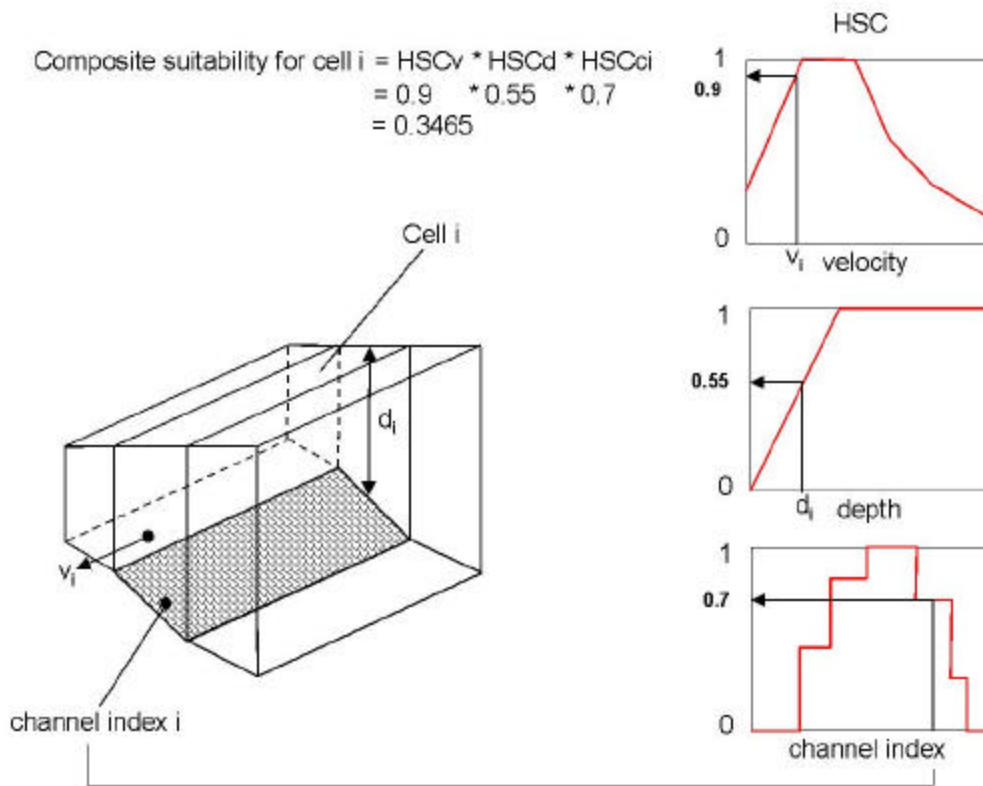 HSC
Composite suitability for cell i = HSCv * HSCd * HSCci
= 0.9 * 0.55 * 0.7
= 0.3465
1
0.9
0
vi velocity
Cell i
di
vi
channel index i
1
0.55
0
di depth
1
0.7
0
channel index